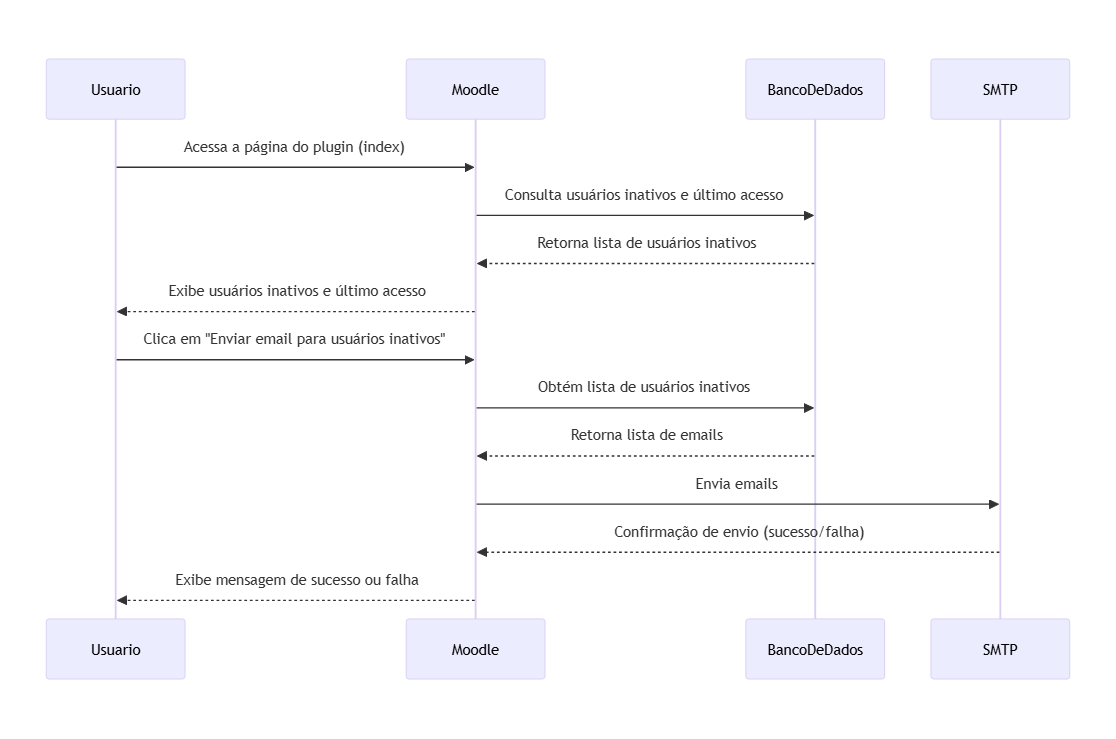 Usuario
Moodle
BancoDeDados
SMTP
Acessa a página do plugin (index)
Consulta usuários inativos e último acesso
Retorna lista de usuários inativos
Exibe usuários inativos e último acesso
Clica em "Enviar email para usuários inativos"
Obtém lista de usuários inativos
Retorna lista de emails
Envia emails
Confirmação de envio (sucesso/falha)
Exibe mensagem de sucesso ou falha
Usuario
Moodle
BancoDeDados
SMTP